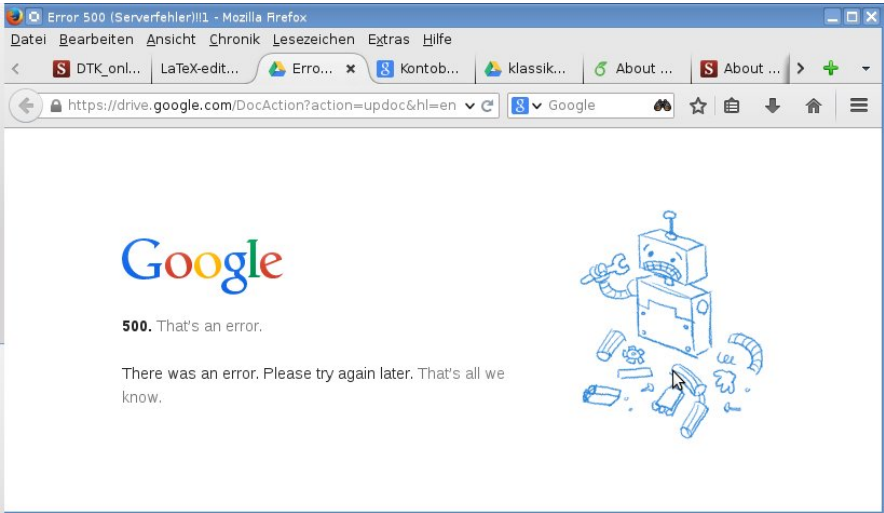 Error 500 (Serverfehler)!!1 - Mozilla Firefox
Datei Bearbeiten Ansicht Chronik Lesezeichen Extras Hilfe
DTK_onl... LaTeX-edit... Erro... Kontob... klassik... About ... About ...
https://drive.google.com/DocAction?action=updoc&hl=en Google
Google
500. That's an error.
There was an error. Please try again later. That's all we
know.